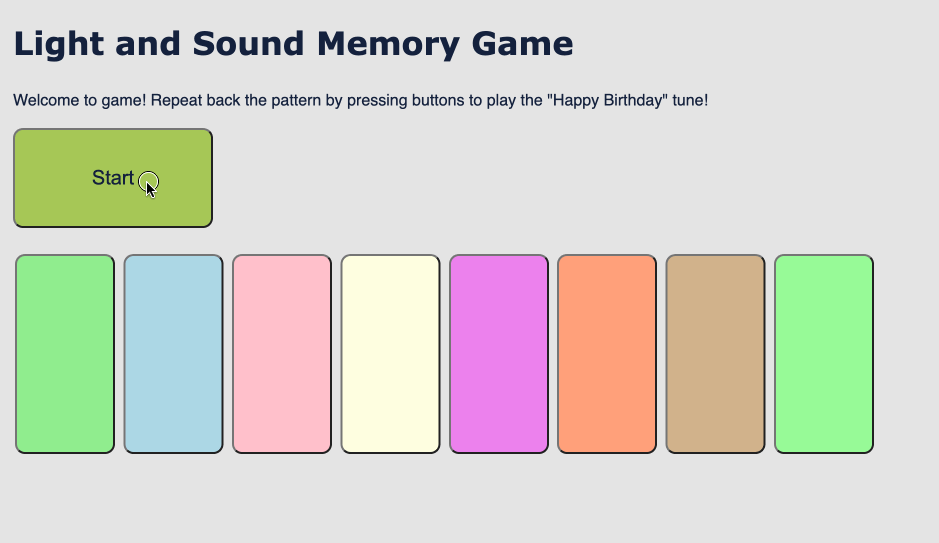 Light and Sound Memory Game
Welcome to game! Repeat back the pattern by pressing buttons to play the "Happy Birthday" tune!
Start